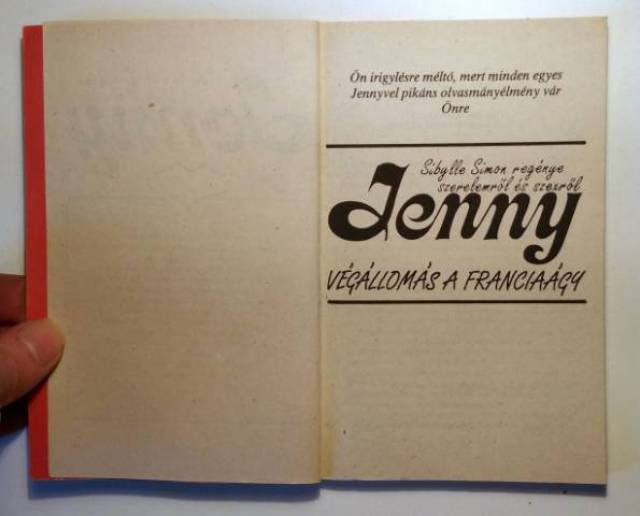 Ön irigylésre méltó, mert minden egyes
Jennyvel pikáns olvasmányélmény vár
Önre
Sibylle Simon regénye
szerelemről és szexről
Jenny
VÉGÁLLOMÁS A FRANCIAÁGY